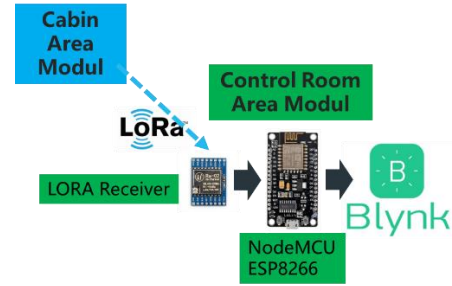 Cabin
Area
Modul
Control Room
Area Modul
LoRa
LORA Receiver
B
Blynk
NodeMCU
ESP8266